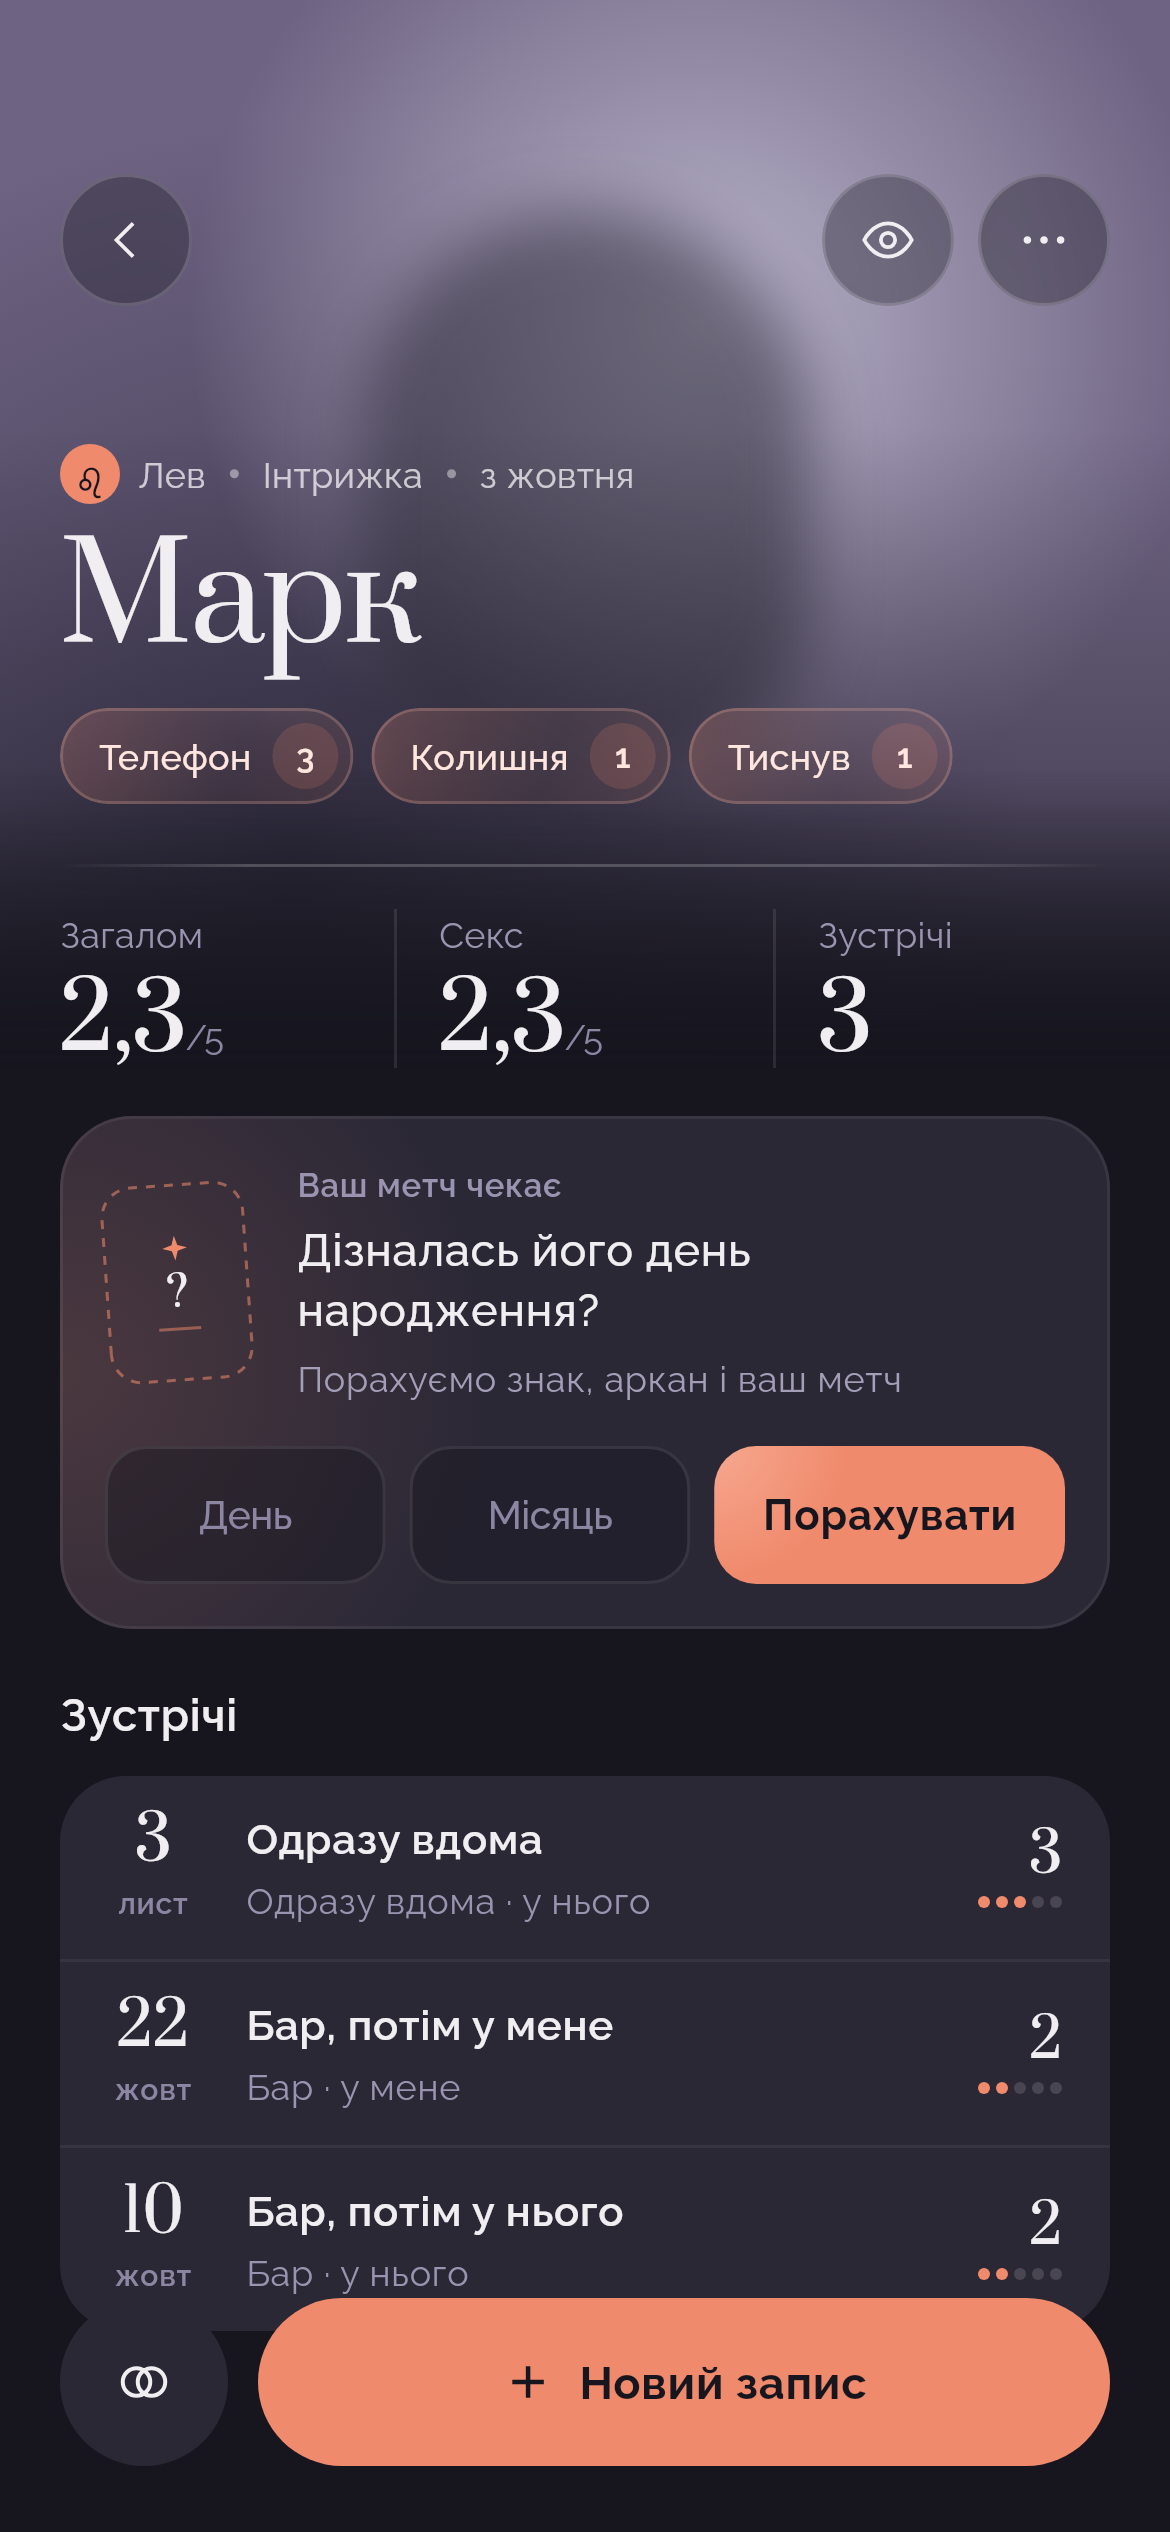 Лев • Інтрижка • з жовтня
Марк
Телефон 3 Колишня 1 Тиснув 1
Загалом Секс Зустрічі
2,3/5 2,3/5 3
Ваш метч чекає
Дізналась його день
народження?
?
Порахуємо знак, аркан і ваш метч
День Місяць Порахувати
Зустрічі
3 Одразу вдома 3
лист Одразу вдома · у нього
22 Бар, потім у мене 2
жовт Бар · у мене
10 Бар, потім у нього 2
жовт Бар · у нього
+ Новий запис